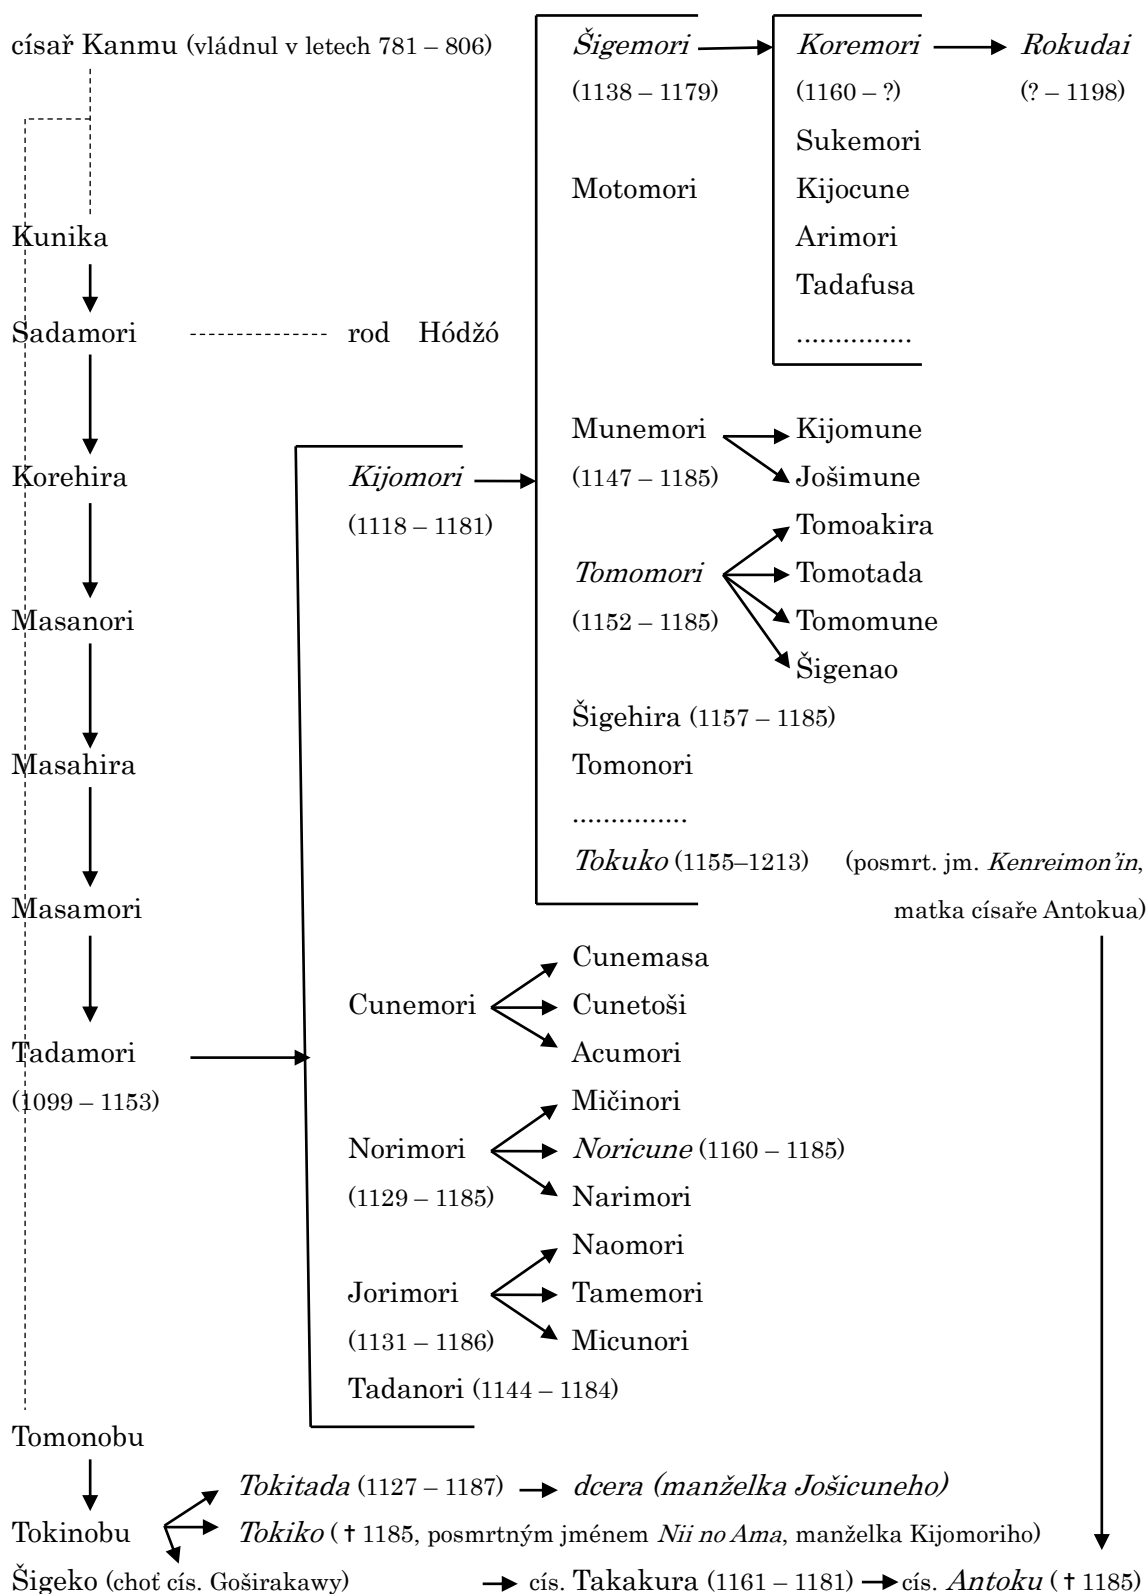 císař Kanmu (vládnul v letech 781 – 806)
Šigemori
Koremori
Rokudai
(1138 – 1179)
(1160 – ?)
(? – 1198)
Sukemori
Motomori
Kijocune
Kunika
Arimori
Tadafusa
Sadamori
rod Hódžó
...............
Munemori
Kijomune
Korehira
Kijomori
(1147 – 1185)
Jošimune
(1118 – 1181)
Tomoakira
Tomomori
Tomotada
Masanori
(1152 – 1185)
Tomomune
Šigenao
Šigehira (1157 – 1185)
Masahira
Tomonori
...............
Tokuko (1155–1213) (posmrt. jm. Kenreimon’in,
Masamori
matka císaře Antokua)
Cunemasa
Cunemori
Cunetoši
Tadamori
Acumori
(1099 – 1153)
Mičinori
Norimori
Noricune (1160 – 1185)
(1129 – 1185)
Narimori
Naomori
Jorimori
Tamemori
(1131 – 1186)
Micunori
Tadanori (1144 – 1184)
Tomonobu
Tokitada (1127 – 1187)
dcera (manželka Jošicuneho)
Tokinobu
Tokiko († 1185, posmrtným jménem Nii no Ama, manželka Kijomoriho)
Šigeko (choť cís. Goširakawy)
cís. Takakura (1161 – 1181)
cís. Antoku († 1185)